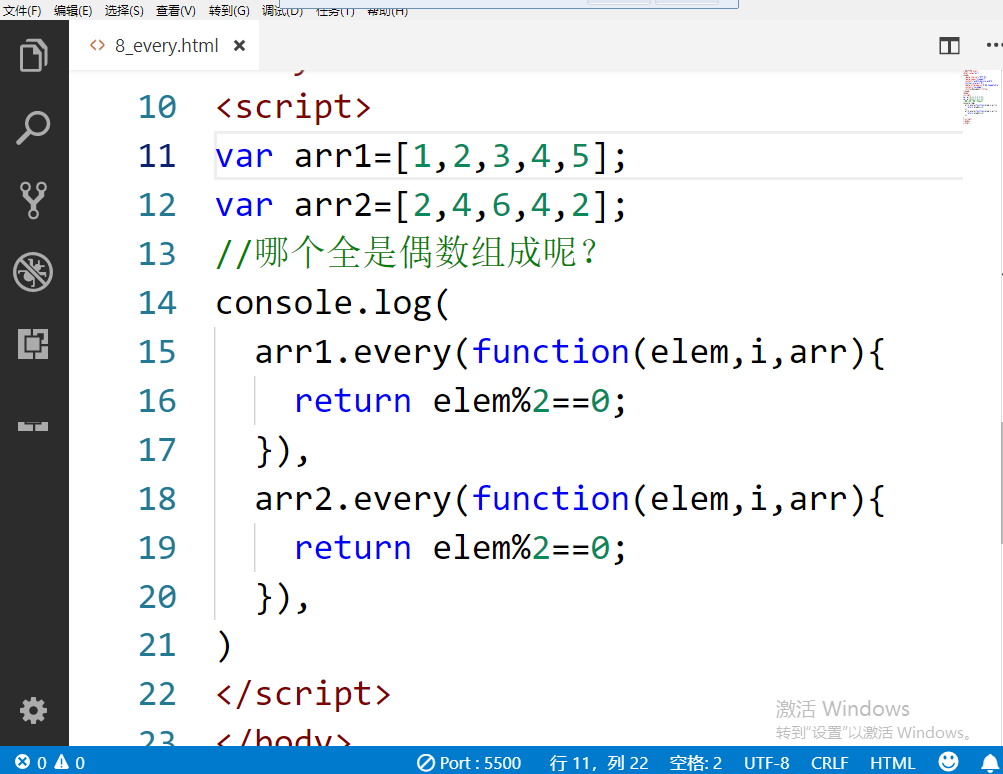 文件(F) 编辑(E) 选择(S) 查看(V) 转到(G) 调试(D) 任务(T) 帮助(H)
<> 8_every.html ×
10 <script>
11 var arr1=[1,2,3,4,5];
12 var arr2=[2,4,6,4,2];
13 //哪个全是偶数组成呢？
14 console.log(
15 arr1.every(function(elem,i,arr){
16 return elem%2==0;
17 }),
18 arr2.every(function(elem,i,arr){
19 return elem%2==0;
20 }),
21 )
22 </script>
23 </body>
激活 Windows
转到"设置"以激活 Windows。
0 0 Port : 5500 行 11，列 22 空格: 2 UTF-8 CRLF HTML